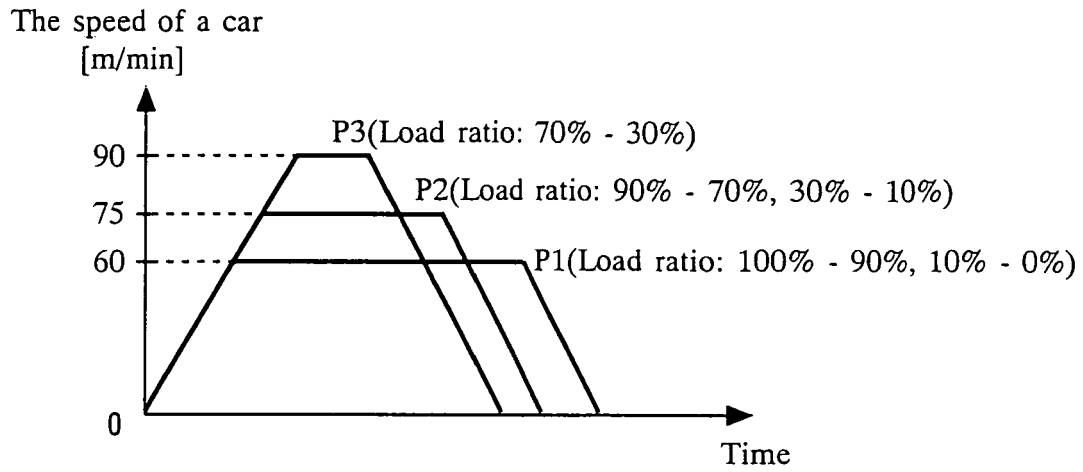 The speed of a car
[m/min]
P3(Load ratio: 70% - 30%)
90
P2(Load ratio: 90% - 70%, 30% - 10%)
75
60
P1(Load ratio: 100% - 90%, 10% - 0%)
0
Time